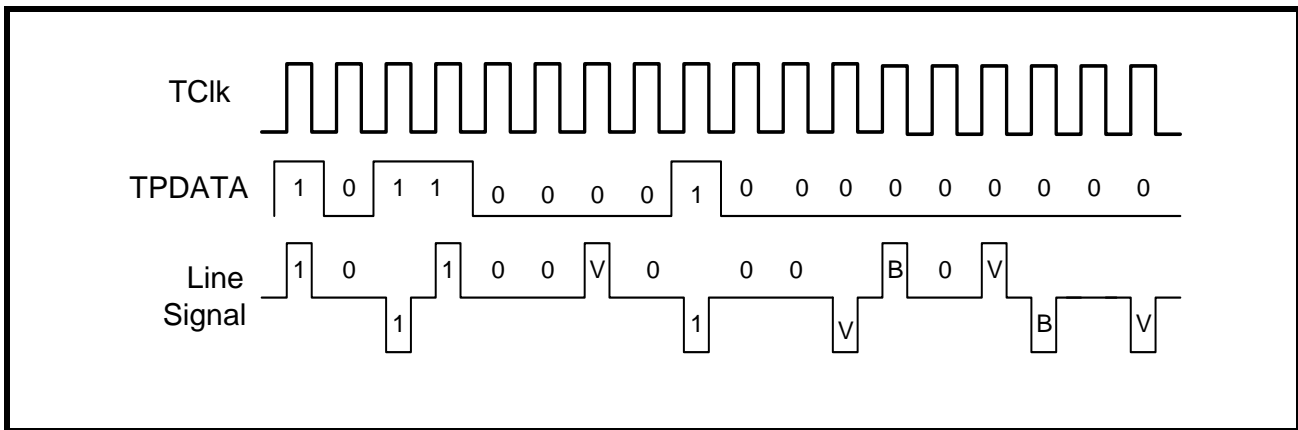 TClk
TPDATA 1 0 1 1 0 0 0 0 1 0 0 0 0 0 0 0 0 0
Line
Signal
1 0 1 1 0 0 V 0 1 0 0 V B 0 V B V